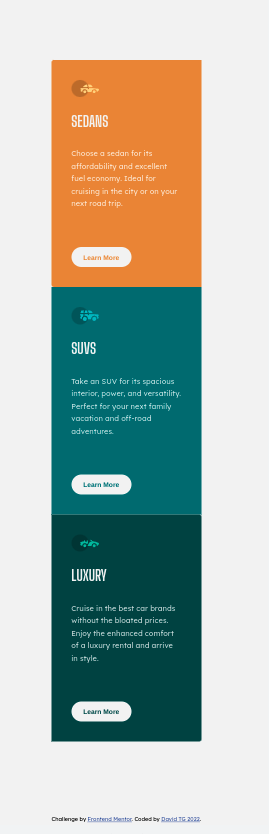 SEDANS
Choose a sedan for its
affordability and excellent
fuel economy. Ideal for
cruising in the city or on your
next road trip.
Learn More
SUVS
Take an SUV for its spacious
interior, power, and versatility.
Perfect for your next family
vacation and off-road
adventures.
Learn More
LUXURY
Cruise in the best car brands
without the bloated prices.
Enjoy the enhanced comfort
of a luxury rental and arrive
in style.
Learn More
Challenge by Frontend Mentor. Coded by David TG 2022.